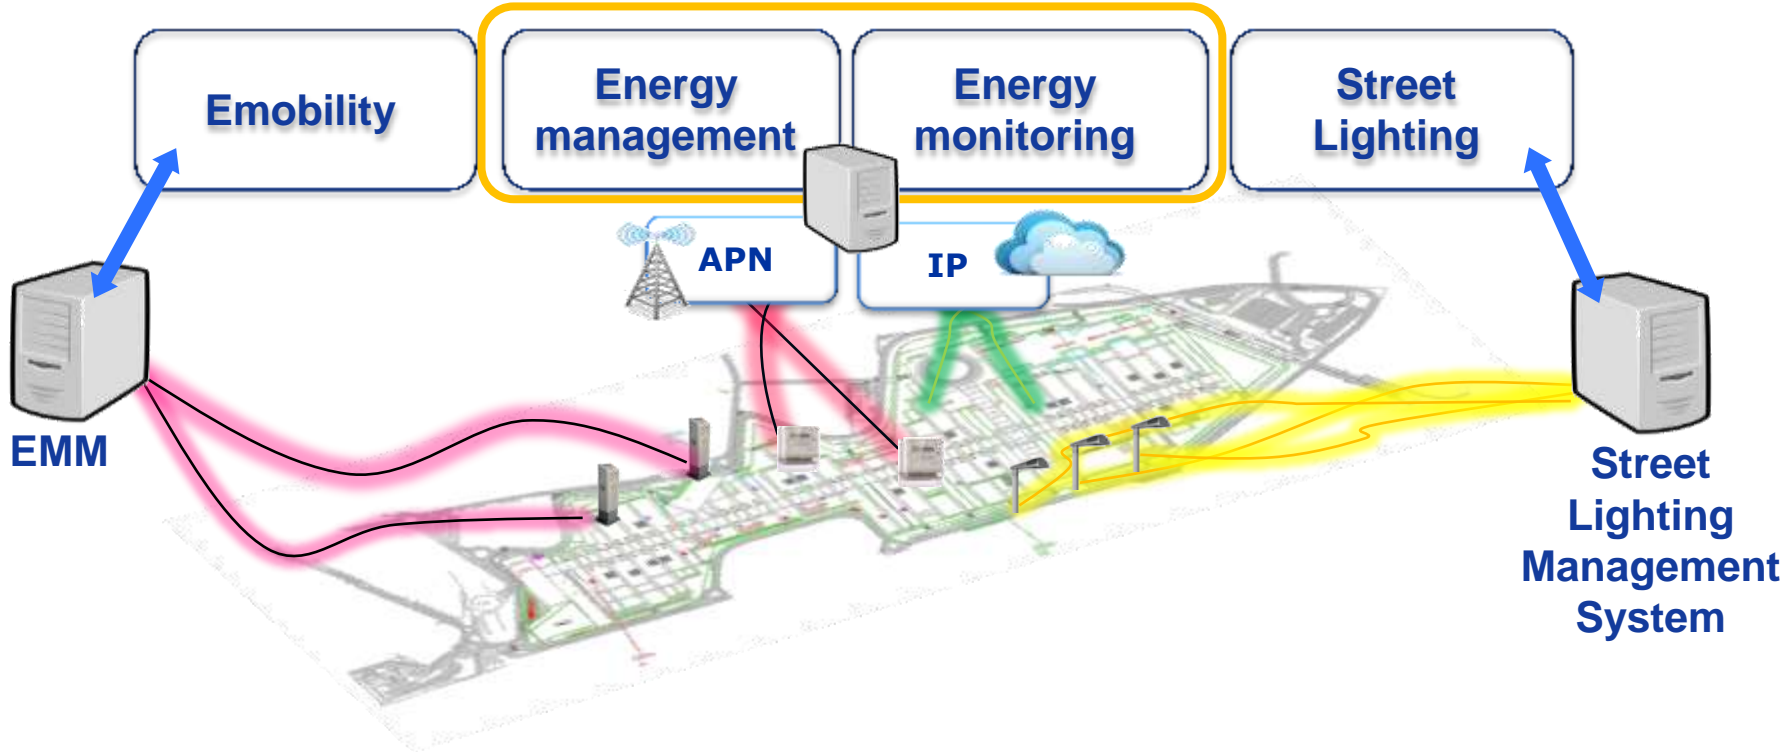 Emobility
Energy
management
Energy
monitoring
Street
Lighting
APN
IP
EMM
Street
Lighting
Management
System